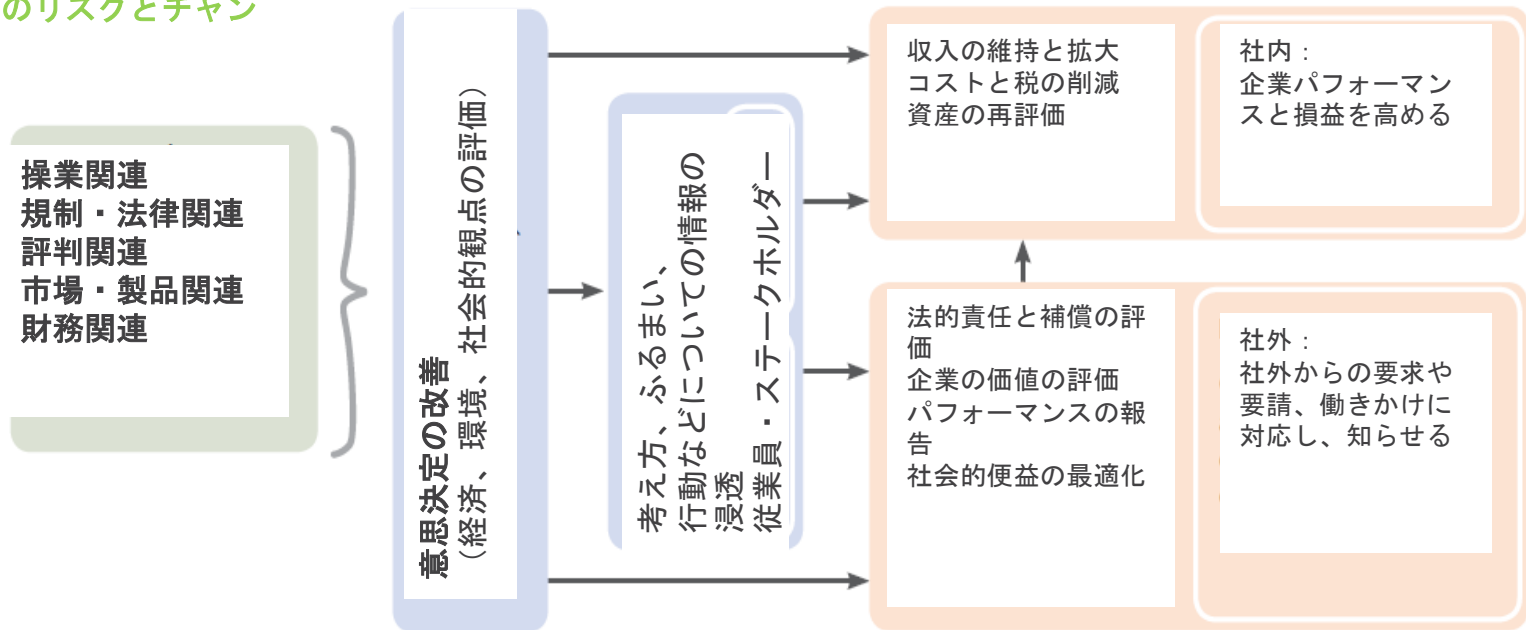 のリスクとチャン
操業関連
規制・法律関連
評判関連
市場・製品関連
財務関連
意思決定の改善
（経済、環境、社会的観点の評価）
考え方、ふるまい、
行動などについての情報の
浸透
従業員・ステークホルダー
収入の維持と拡大
コストと税の削減
資産の再評価
社内：
企業パフォーマン
スと損益を高める
法的責任と補償の評
価
企業の価値の評価
パフォーマンスの報
告
社会的便益の最適化
社外：
社外からの要求や
要請、働きかけに
対応し、知らせる